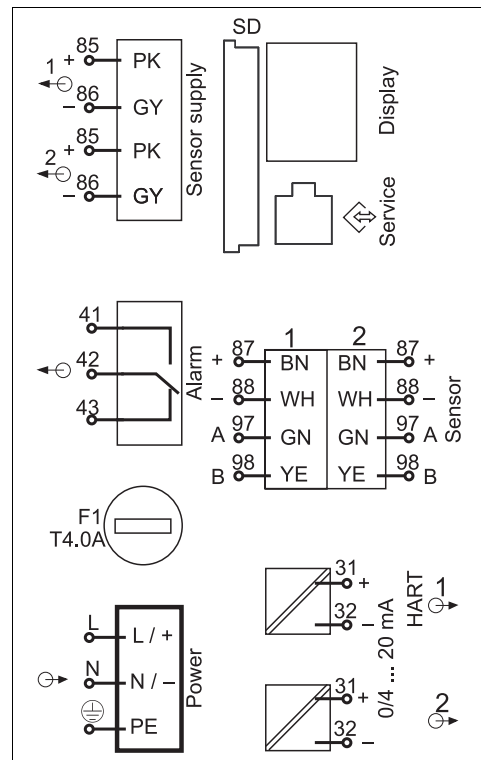 SD
1
+ 85 PK
− 86 GY
2
+ 85 PK
− 86 GY
Sensor supply
Display
Service
41
42
43
Alarm
1 2
+ 87 BN BN 87 +
− 88 WH WH 88 −
A 97 GN GN 97 A
B 98 YE YE 98 B
Sensor
F1
T4.0A
L L / +
N N / −
PE
Power
31 +
32 −
31 +
32 −
0/4 ... 20 mA
HART
1
2